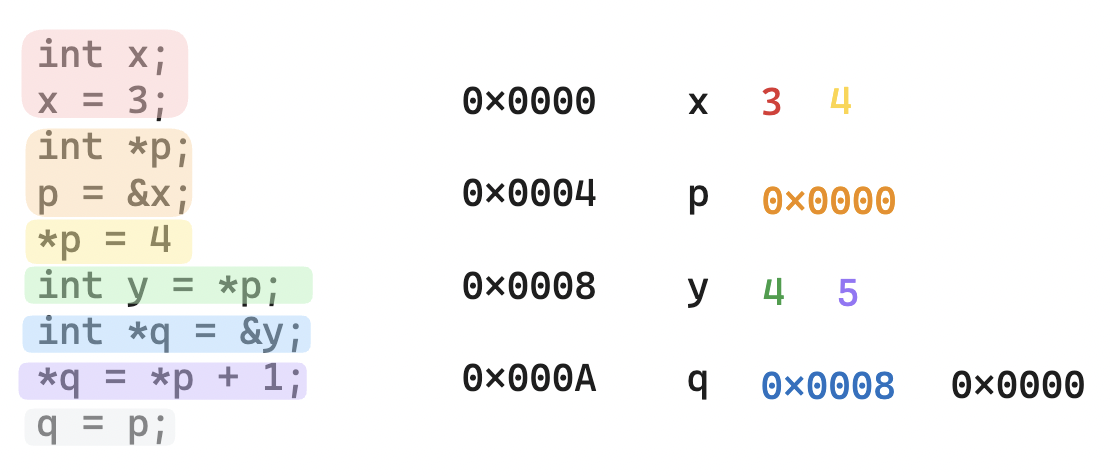 int x;
x = 3;
int *p;
p = &x;
*p = 4
int y = *p;
int *q = &y;
*q = *p + 1;
q = p;
0×0000 x 3 4
0×0004 p 0×0000
0×0008 y 4 5
0×000A q 0×0008 0×0000